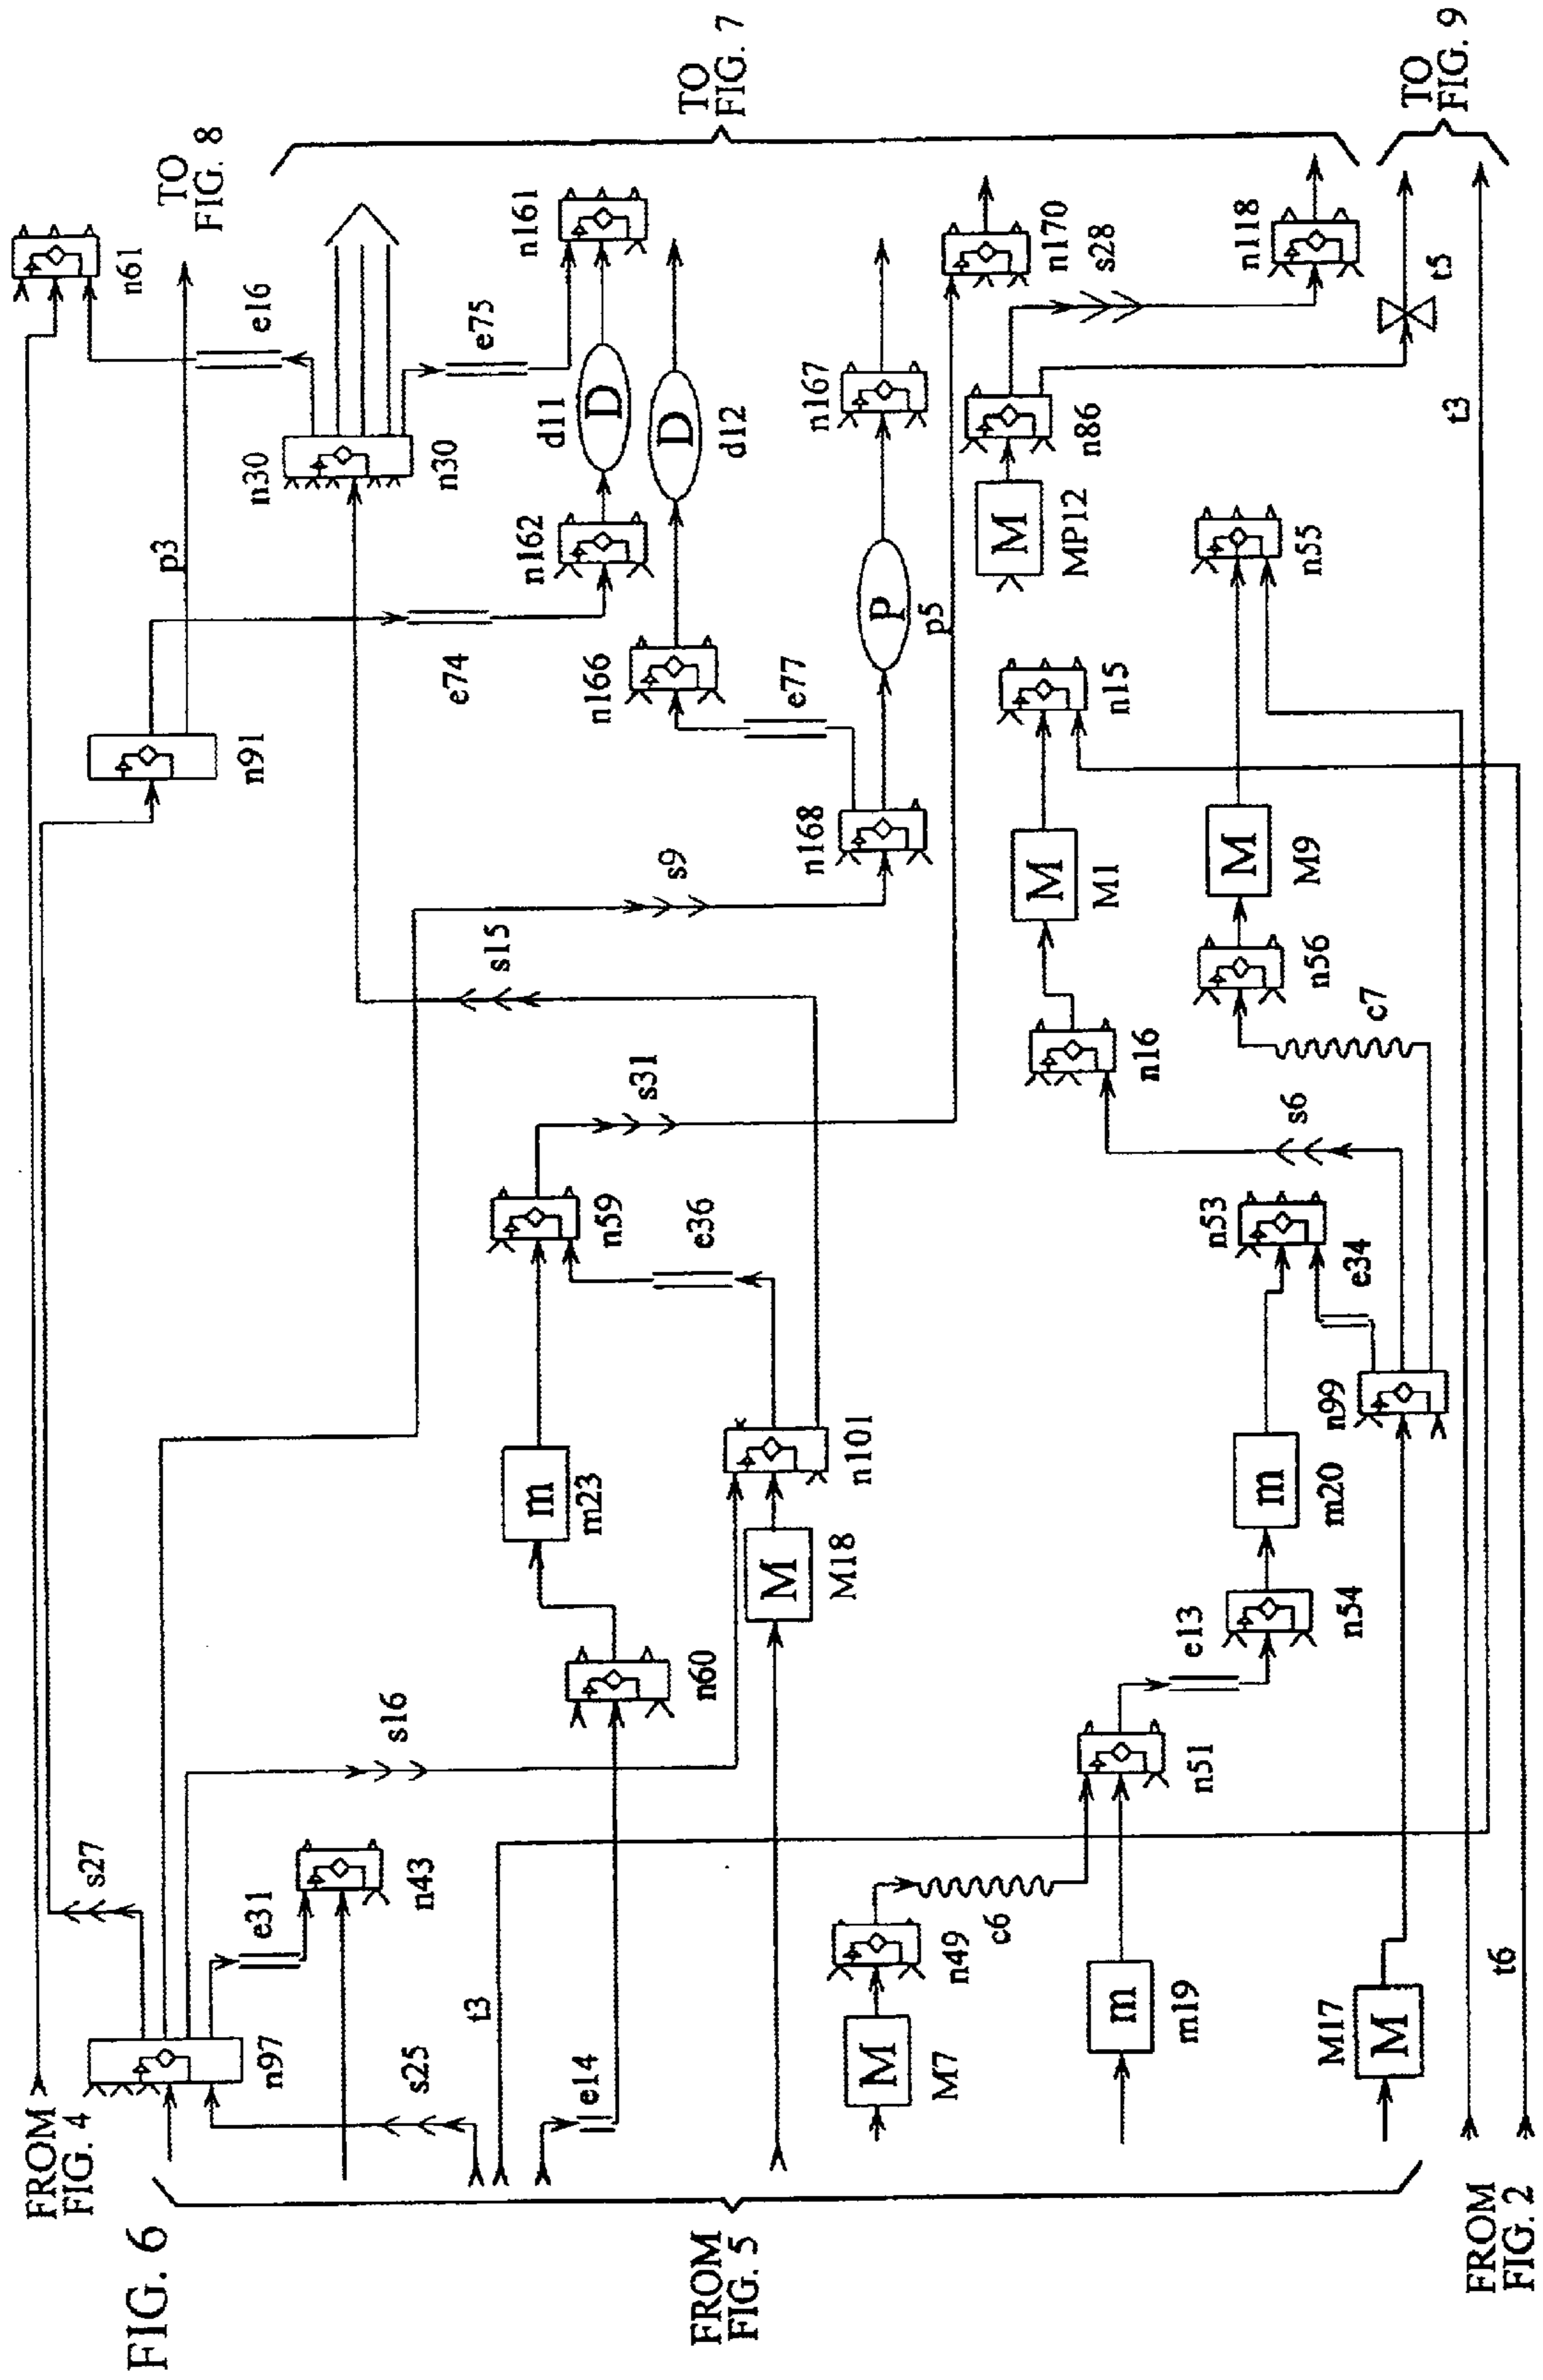 FIG. 6
FROM
FIG. 4
FROM
FIG. 5
FROM
FIG. 2
TO
FIG. 8
TO
FIG. 7
TO
FIG. 9
n61
e16
p3
n91
s27
n97
e31
n43
s25
t3
e14
s16
n60
m
m23
M
M18
n101
e36
n59
s31
s15
s9
n30
n30
e75
e74
n162
D
d11
n161
n166
D
d12
e77
n168
P
p5
n167
n170
s28
n118
M
MP12
n86
t5
t3
M
M7
n49
c6
m
m19
n51
e13
n54
m
m20
n53
e34
n99
s6
n16
M
M1
n15
c7
n56
M
M9
n55
M17
M
t6